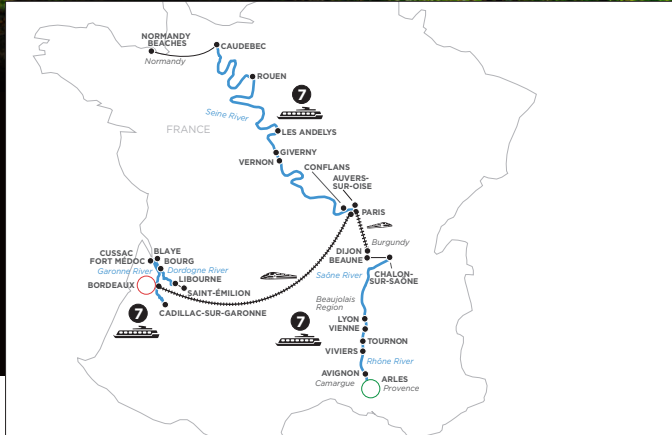 NORMANDY
BEACHES
Normandy
CAUDEBEC
ROUEN
Seine River
7
FRANCE
LES ANDELYS
GIVERNY
VERNON
CONFLANS
AUVERS-
SUR-OISE
PARIS
Burgundy
DIJON
BEAUNE
CHALON-
SUR-SAÔNE
Saône River
CUSSAC
FORT MÉDOC
BLAYE
BOURG
Garonne River
Dordogne River
LIBOURNE
SAINT-ÉMILION
BORDEAUX
CADILLAC-SUR-GARONNE
7
Beaujolais
Region
7
LYON
VIENNE
TOURNON
VIVIERS
Rhône River
AVIGNON
Camargue
ARLES
Provence